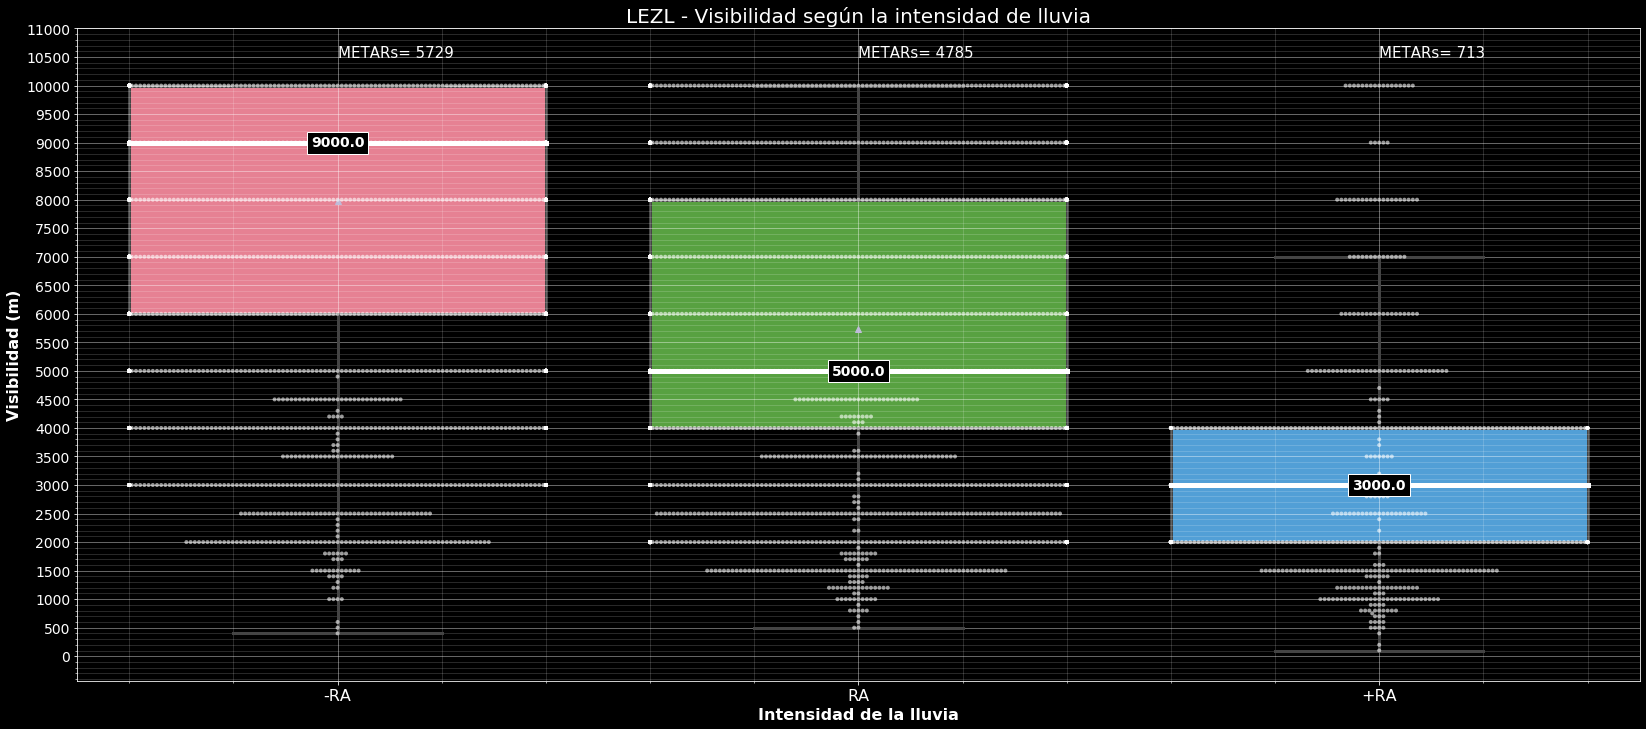 LEZL - Visibilidad según la intensidad de lluvia
11000
10500
10000
9500
9000
8500
8000
7500
7000
6500
6000
5500
5000
4500
4000
3500
3000
2500
2000
1500
1000
500
0
Visibilidad (m)
METARs= 5729
METARs= 4785
METARs= 713
9000.0
5000.0
3000.0
-RA
RA
+RA
Intensidad de la lluvia